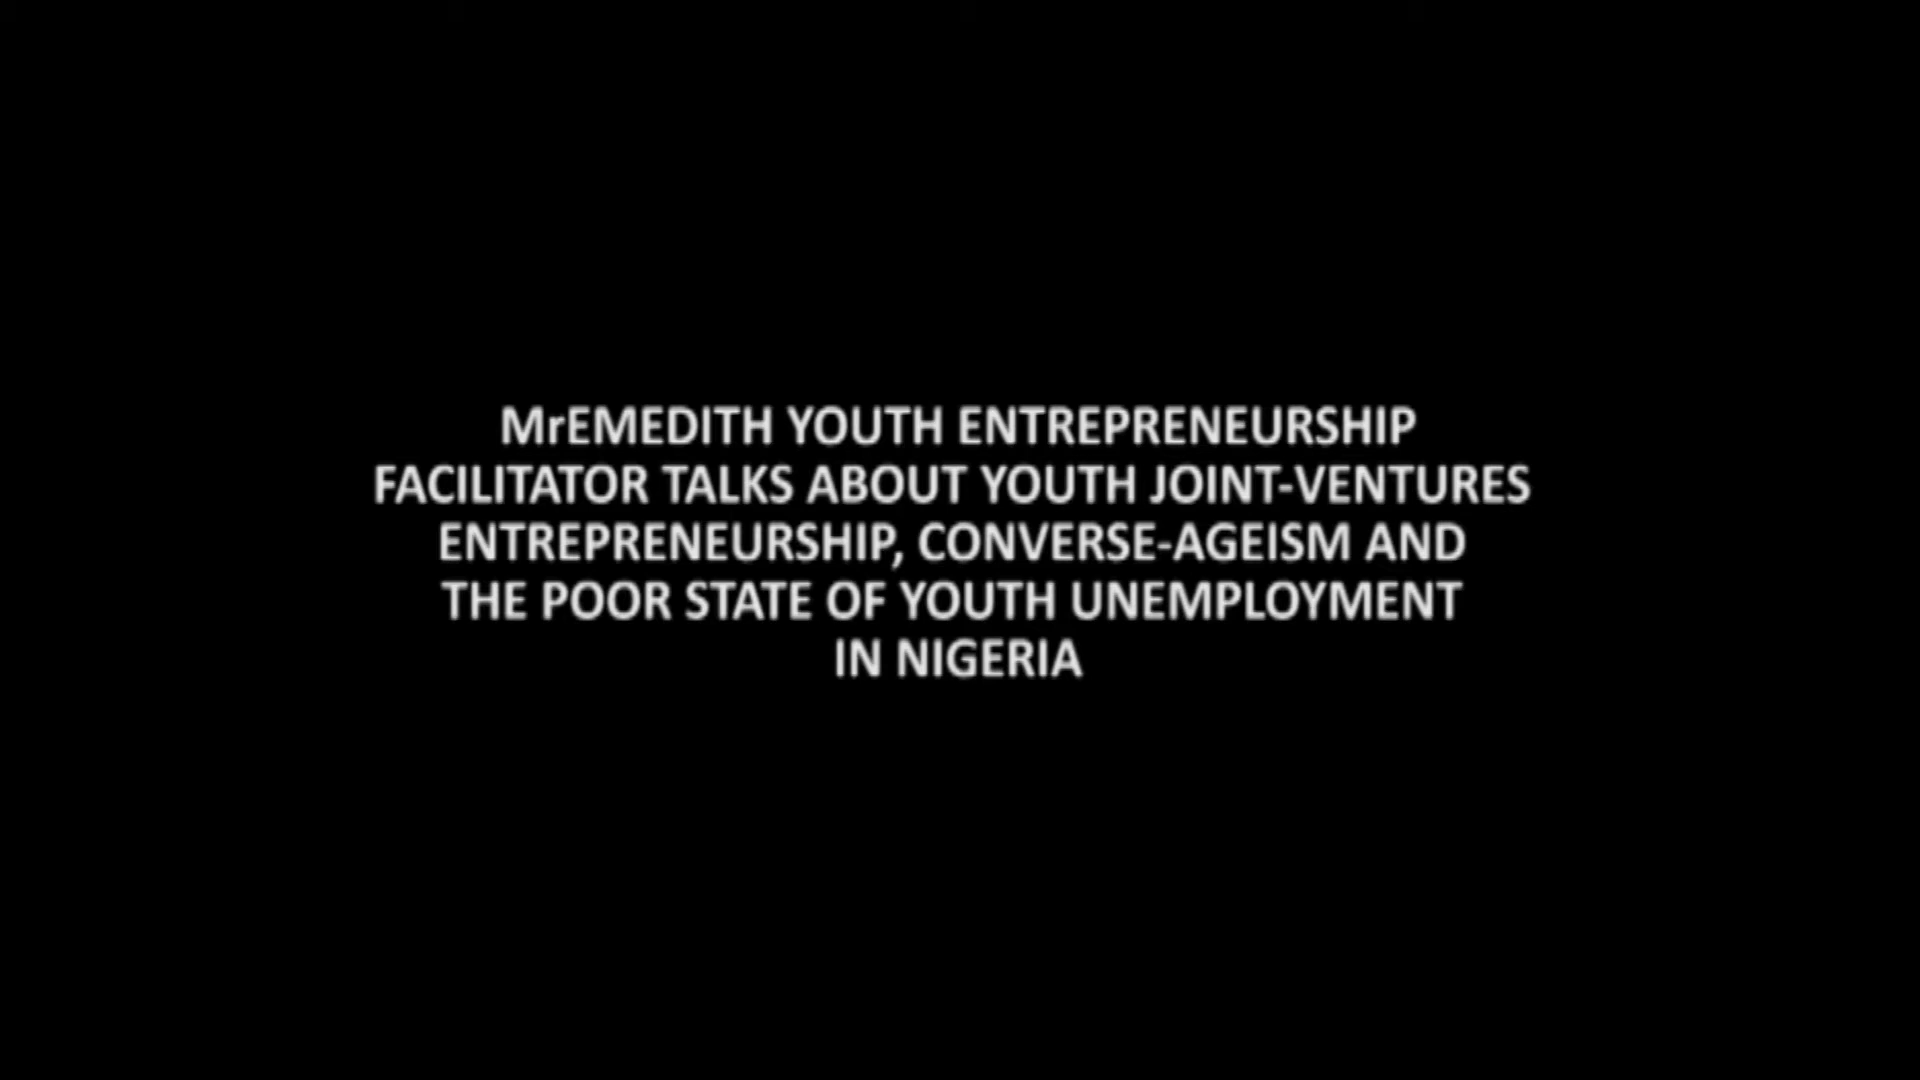 MrEMEDITH YOUTH ENTREPRENEURSHIP
FACILITATOR TALKS ABOUT YOUTH JOINT-VENTURES
ENTREPRENEURSHIP, CONVERSE-AGEISM AND
THE POOR STATE OF YOUTH UNEMPLOYMENT
IN NIGERIA